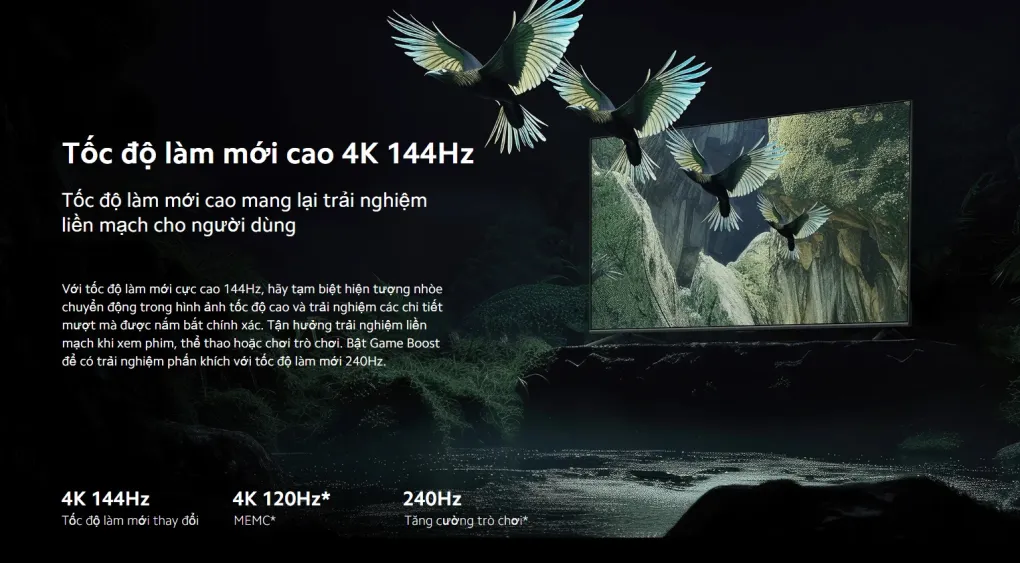 Tốc độ làm mới cao 4K 144Hz
Tốc độ làm mới cao mang lại trải nghiệm
liền mạch cho người dùng
Với tốc độ làm mới cực cao 144Hz, hãy tạm biệt hiện tượng nhòe
chuyển động trong hình ảnh tốc độ cao và trải nghiệm các chi tiết
mượt mà được nắm bắt chính xác. Tận hưởng trải nghiệm liền
mạch khi xem phim, thể thao hoặc chơi trò chơi. Bật Game Boost
để có trải nghiệm phấn khích với tốc độ làm mới 240Hz.
4K 144Hz
Tốc độ làm mới thay đổi
4K 120Hz*
MEMC*
240Hz
Tăng cường trò chơi*